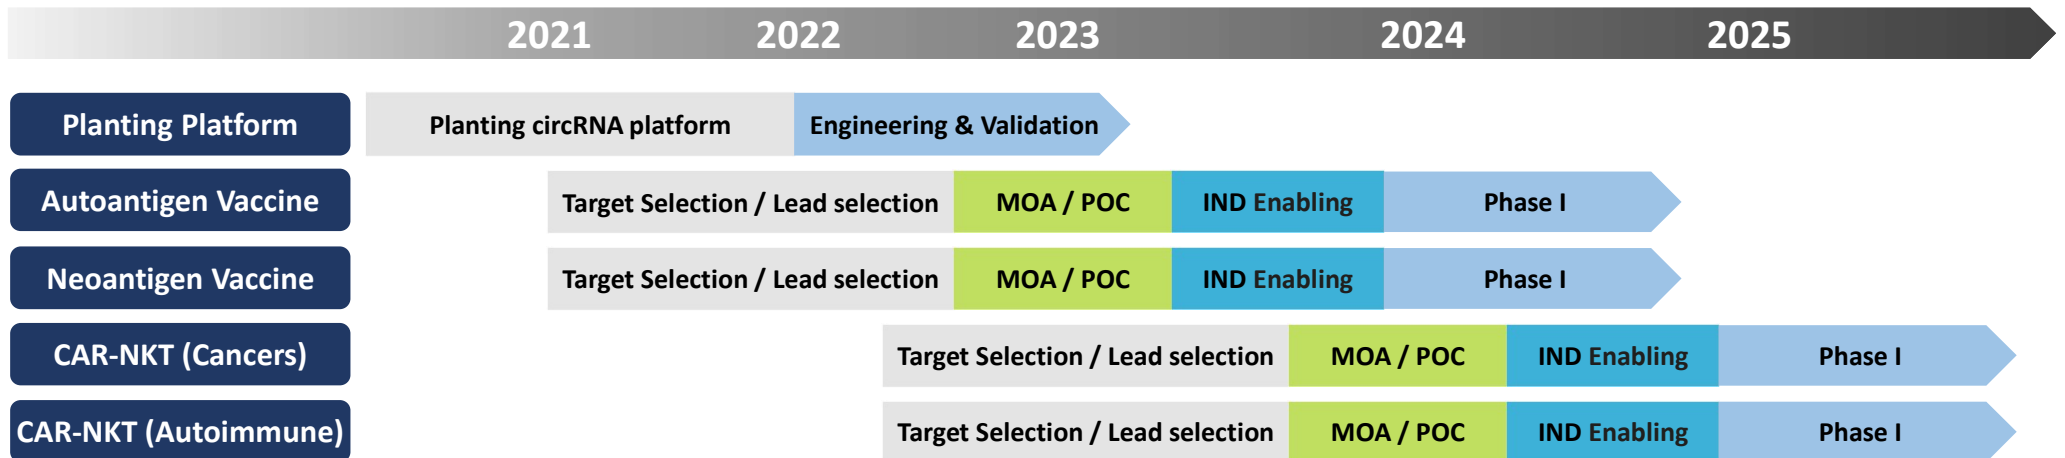 2021 2022 2023 2024 2025
Planting Platform Planting circRNA platform Engineering & Validation
Autoantigen Vaccine Target Selection / Lead selection MOA / POC IND Enabling Phase I
Neoantigen Vaccine Target Selection / Lead selection MOA / POC IND Enabling Phase I
CAR-NKT (Cancers) Target Selection / Lead selection MOA / POC IND Enabling Phase I
CAR-NKT (Autoimmune) Target Selection / Lead selection MOA / POC IND Enabling Phase I